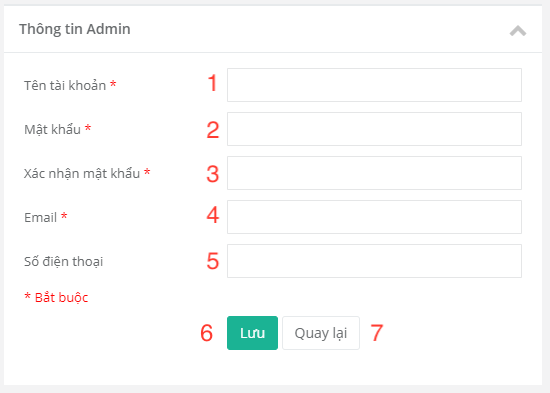 Thông tin Admin
Tên tài khoản * 1
Mật khẩu * 2
Xác nhận mật khẩu * 3
Email * 4
Số điện thoại 5
* Bắt buộc
6 Lưu Quay lại 7